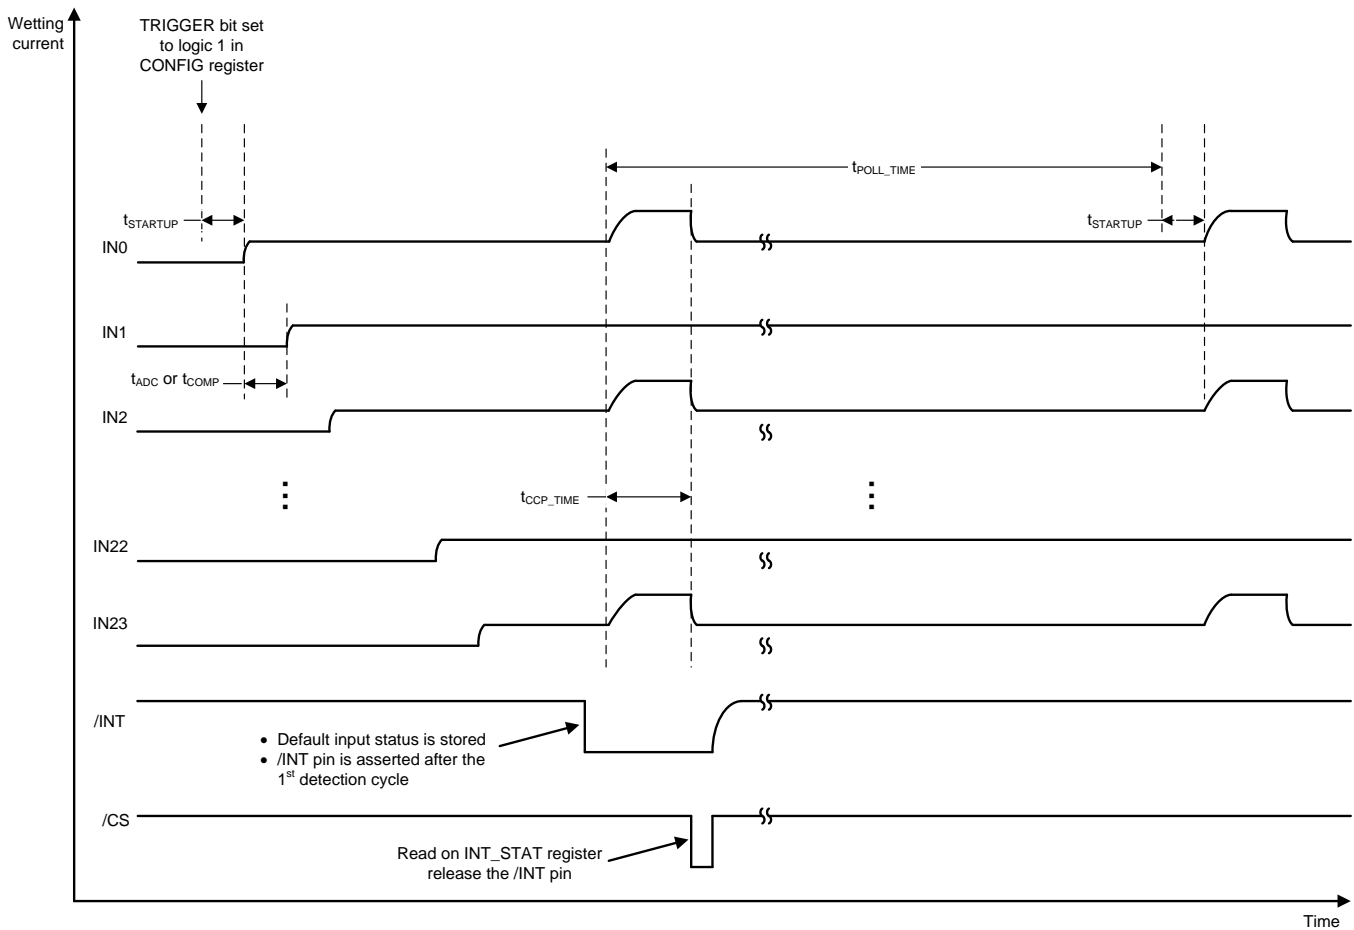 Wetting
current
TRIGGER bit set
to logic 1 in
CONFIG register
tPOLL_TIME
tSTARTUP
tSTARTUP
IN0
IN1
tADC or tCOMP
IN2
tCCP_TIME
IN22
IN23
/INT
• Default input status is stored
• /INT pin is asserted after the
1st detection cycle
/CS
Read on INT_STAT register
release the /INT pin
Time